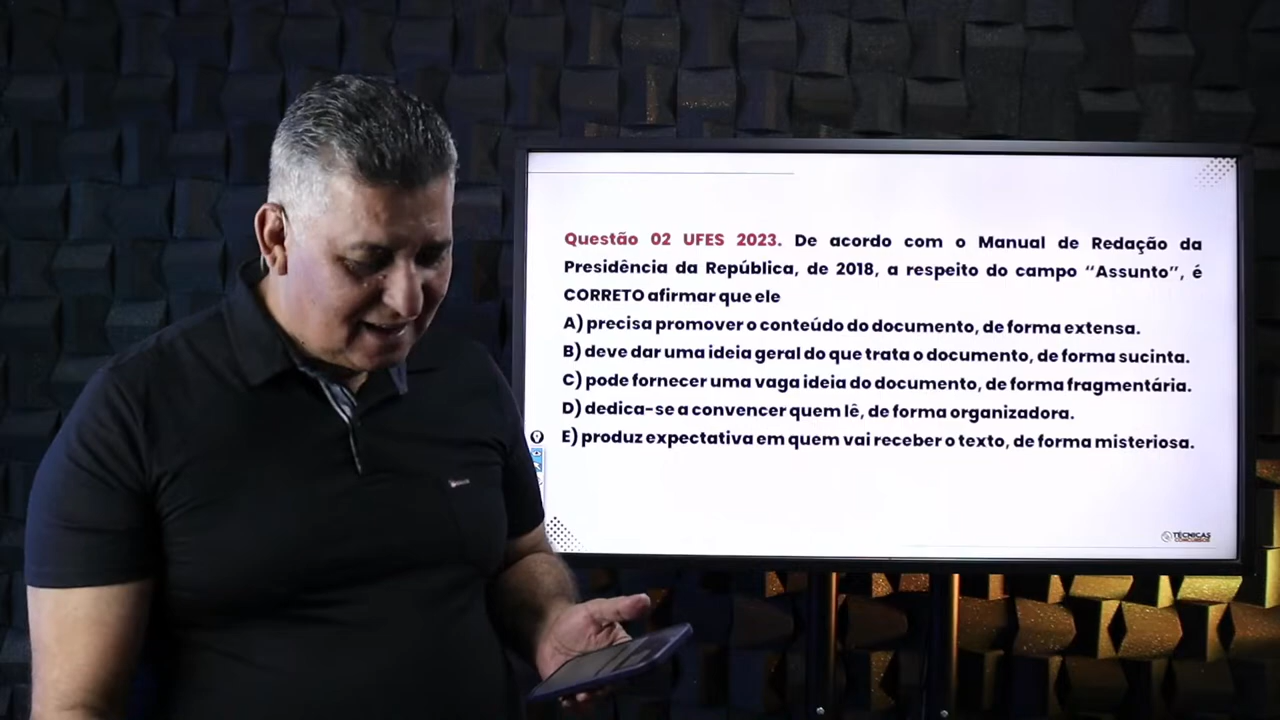 Questão 02 UFES 2023. De acordo com o Manual de Redação da
Presidência da República, de 2018, a respeito do campo “Assunto”, é
CORRETO afirmar que ele
A) precisa promover o conteúdo do documento, de forma extensa.
B) deve dar uma ideia geral do que trata o documento, de forma sucinta.
C) pode fornecer uma vaga ideia do documento, de forma fragmentária.
D) dedica-se a convencer quem lê, de forma organizadora.
E) produz expectativa em quem vai receber o texto, de forma misteriosa.
TÉCNICAS
CONCURSOS